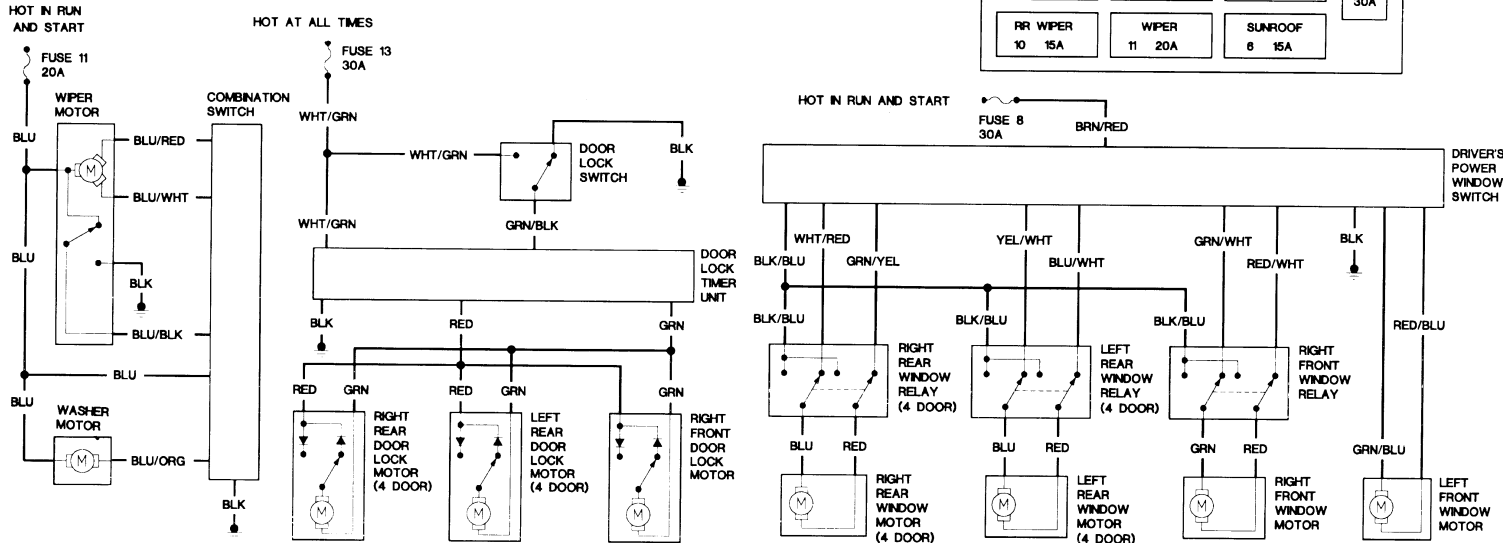 HOT IN RUN
AND START
FUSE 11
20A
WIPER
MOTOR
COMBINATION
SWITCH
BLU
BLU/RED
BLU/WHT
BLU
BLK
BLU/BLK
BLU
BLU
WASHER
MOTOR
BLU/ORG
BLK
M
M
HOT AT ALL TIMES
FUSE 13
30A
WHT/GRN
WHT/GRN
DOOR
LOCK
SWITCH
BLK
WHT/GRN
GRN/BLK
DOOR
LOCK
TIMER
UNIT
BLK
RED
GRN
RED
GRN
RED
GRN
GRN
RIGHT
REAR
DOOR
LOCK
MOTOR
(4 DOOR)
LEFT
REAR
DOOR
LOCK
MOTOR
(4 DOOR)
RIGHT
FRONT
DOOR
LOCK
MOTOR
M
M
M
30A
RR WIPER
10 15A
WIPER
11 20A
SUNROOF
6 15A
HOT IN RUN AND START
FUSE 8
30A
BRN/RED
DRIVER'S
POWER
WINDOW
SWITCH
WHT/RED
BLK/BLU
GRN/YEL
YEL/WHT
BLU/WHT
GRN/WHT
RED/WHT
BLK
BLK/BLU
BLK/BLU
BLK/BLU
RED/BLU
RIGHT
REAR
WINDOW
RELAY
(4 DOOR)
LEFT
REAR
WINDOW
RELAY
(4 DOOR)
RIGHT
FRONT
WINDOW
RELAY
BLU
RED
BLU
RED
GRN
RED
GRN/BLU
RIGHT
REAR
WINDOW
MOTOR
(4 DOOR)
LEFT
REAR
WINDOW
MOTOR
(4 DOOR)
RIGHT
FRONT
WINDOW
MOTOR
LEFT
FRONT
WINDOW
MOTOR
M
M
M
M